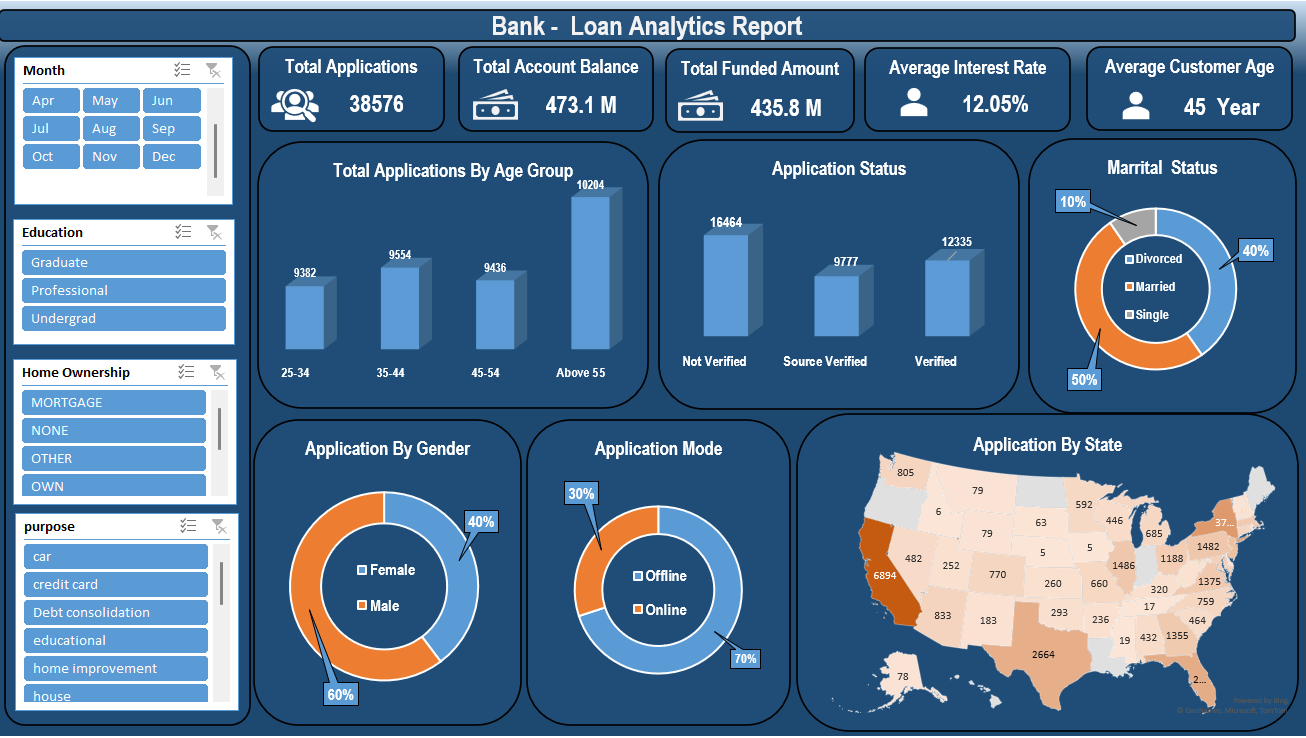 Bank -  Loan Analytics Report
Month
Apr May Jun
Jul Aug Sep
Oct Nov Dec
Education
Graduate
Professional
Undergrad
Home Ownership
MORTGAGE
NONE
OTHER
OWN
purpose
car
credit card
Debt consolidation
educational
home improvement
house
Total Applications
38576
Total Account Balance
473.1 M
Total Funded Amount
435.8 M
Average Interest Rate
12.05%
Average Customer Age
45  Year
Total Applications By Age Group
9382 9554 9436 10204
25-34 35-44 45-54 Above 55
Application Status
16464 9777 12335
Not Verified Source Verified Verified
Marrital  Status
10%
40%
50%
Divorced
Married
Single
Application By Gender
40%
60%
Female
Male
Application Mode
30%
70%
Offline
Online
Application By State
805
79
592
6
63
446
37...
685
79
1482
482
252
5
5
1486
1188
6894
770
260
660
320
1375
759
17
833
183
293
236
464
19
432
1355
2664
2...
78
Powered by Bing
© GeoNames, Microsoft, TomTom